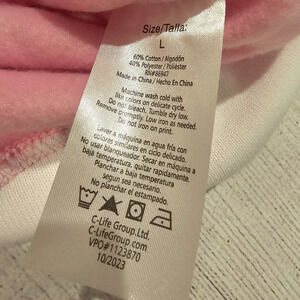 Size/Talla:
L
60% Cotton / Algodón
40% Polyester / Poliéster
RN#86947
Made in China / Hecho En China
Machine wash cold with
like colors on delicate cycle.
Do not bleach. Tumble dry low.
Remove promptly. Low iron as needed.
Do not iron on print.
Lavar a máquina en agua fría con
colores similares en ciclo delicado.
No usar blanqueador. Secar en máquina a
baja temperatura, quitar rapidamente.
Planchar a baja temperatura
segun sea necesario.
No planchar el estampado.
C-Life Group.Ltd.
C-LifeGroup.com
VPO#1123870
10/2023